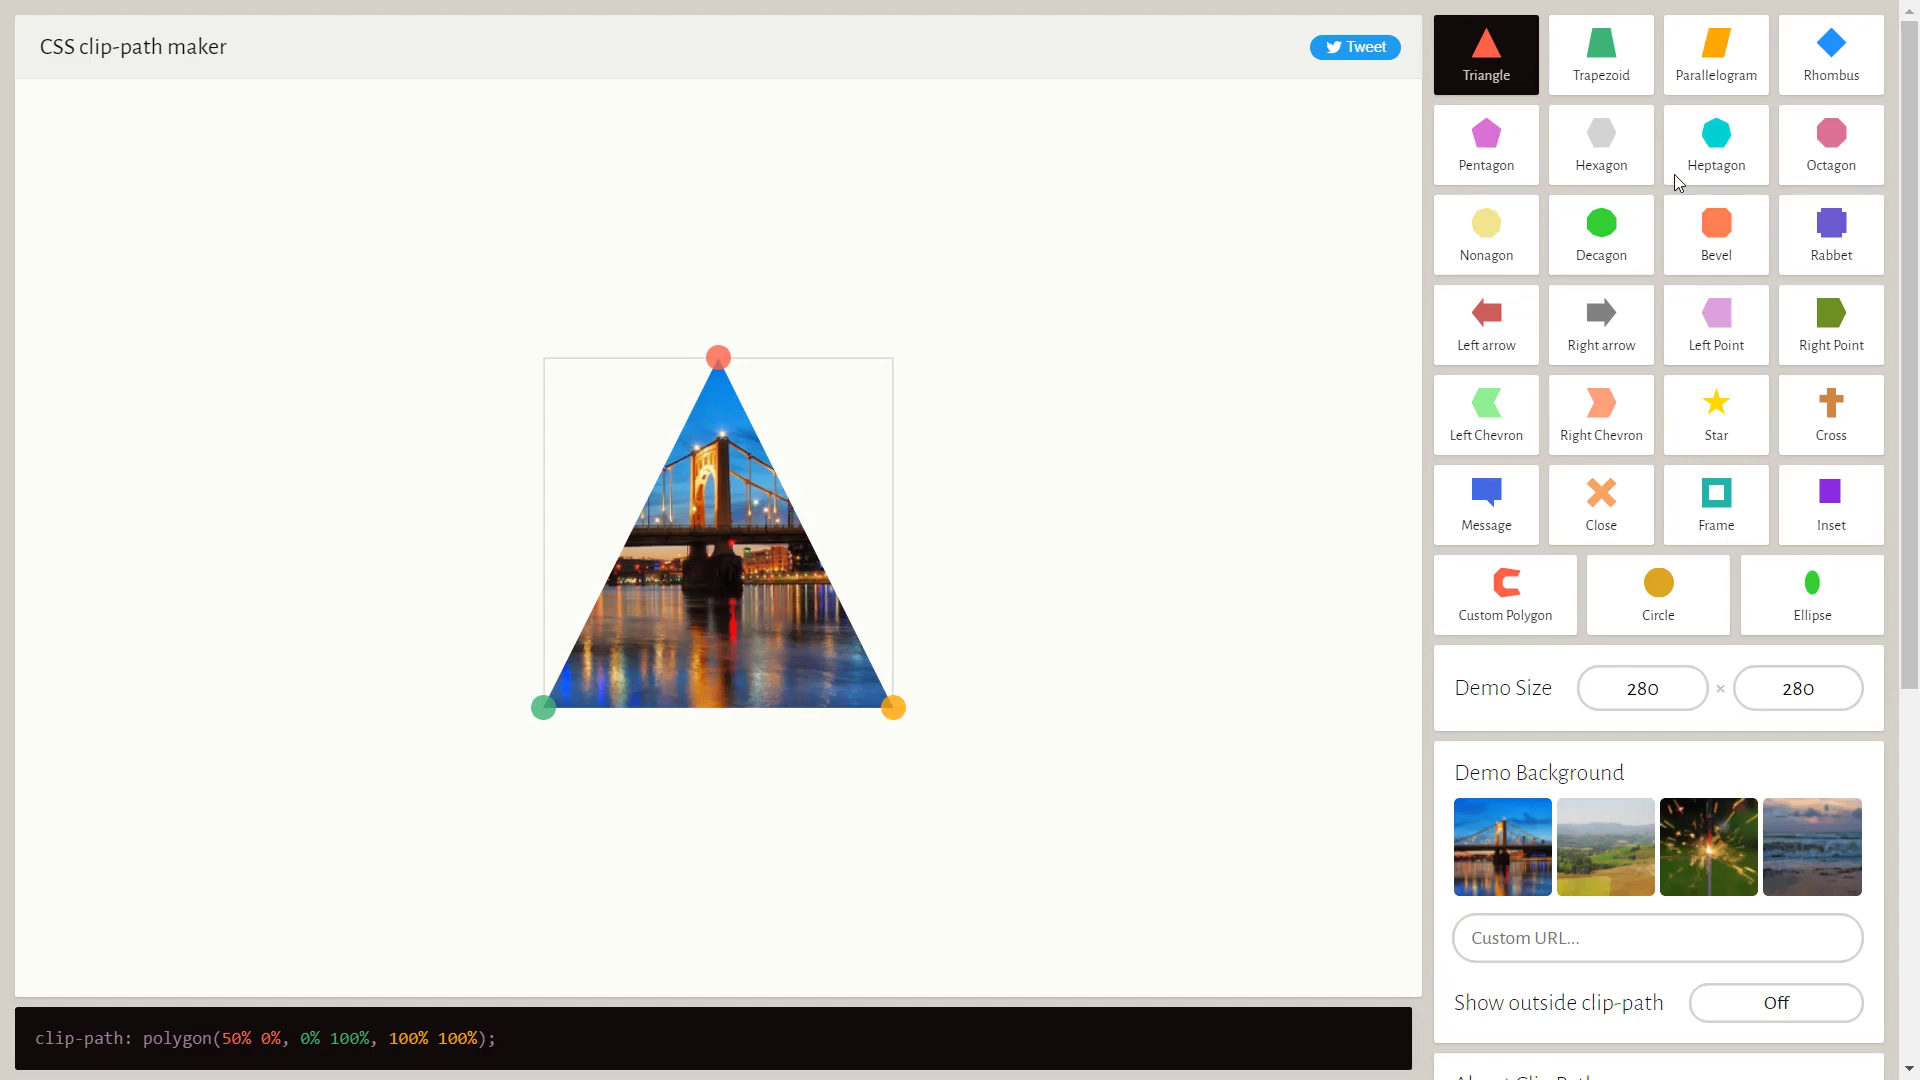 CSS clip-path maker
Tweet
Triangle
Trapezoid
Parallelogram
Rhombus
Pentagon
Hexagon
Heptagon
Octagon
Nonagon
Decagon
Bevel
Rabbet
Left arrow
Right arrow
Left Point
Right Point
Left Chevron
Right Chevron
Star
Cross
Message
Close
Frame
Inset
Custom Polygon
Circle
Ellipse
Demo Size 280 × 280
Demo Background
Custom URL...
Show outside clip-path Off
clip-path: polygon(50% 0%, 0% 100%, 100% 100%);